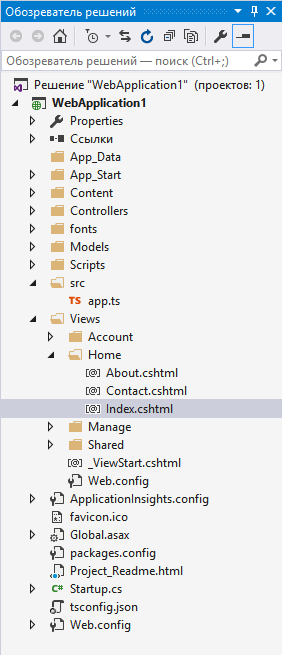 Обозреватель решений
Обозреватель решений — поиск (Ctrl+;)
Решение "WebApplication1" (проектов: 1)
WebApplication1
Properties
Ссылки
App_Data
App_Start
Content
Controllers
fonts
Models
Scripts
src
TS app.ts
Views
Account
Home
[@] About.cshtml
[@] Contact.cshtml
[@] Index.cshtml
Manage
Shared
[@] _ViewStart.cshtml
Web.config
ApplicationInsights.config
favicon.ico
Global.asax
packages.config
Project_Readme.html
C# Startup.cs
tsconfig.json
Web.config